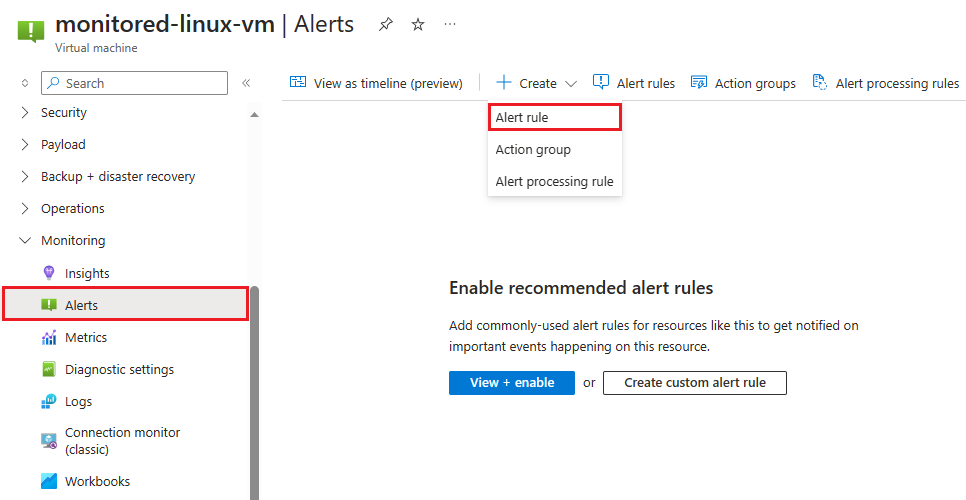 monitored-linux-vm | Alerts
Virtual machine
Search
View as timeline (preview)
Create
Alert rules
Action groups
Alert processing rules
Alert rule
Action group
Alert processing rule
Security
Payload
Backup + disaster recovery
Operations
Monitoring
Insights
Alerts
Metrics
Diagnostic settings
Logs
Connection monitor
(classic)
Workbooks
Enable recommended alert rules
Add commonly-used alert rules for resources like this to get notified on
important events happening on this resource.
View + enable or Create custom alert rule